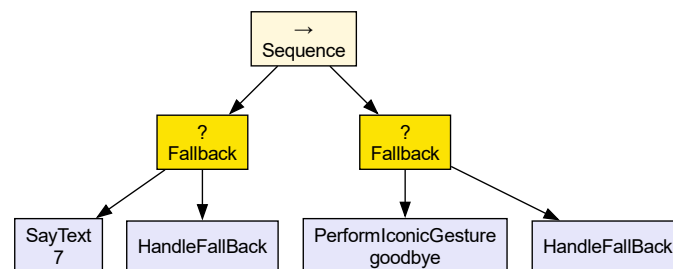 →
Sequence
?
Fallback
?
Fallback
SayText
7
HandleFallBack
PerformIconicGesture
goodbye
HandleFallBack